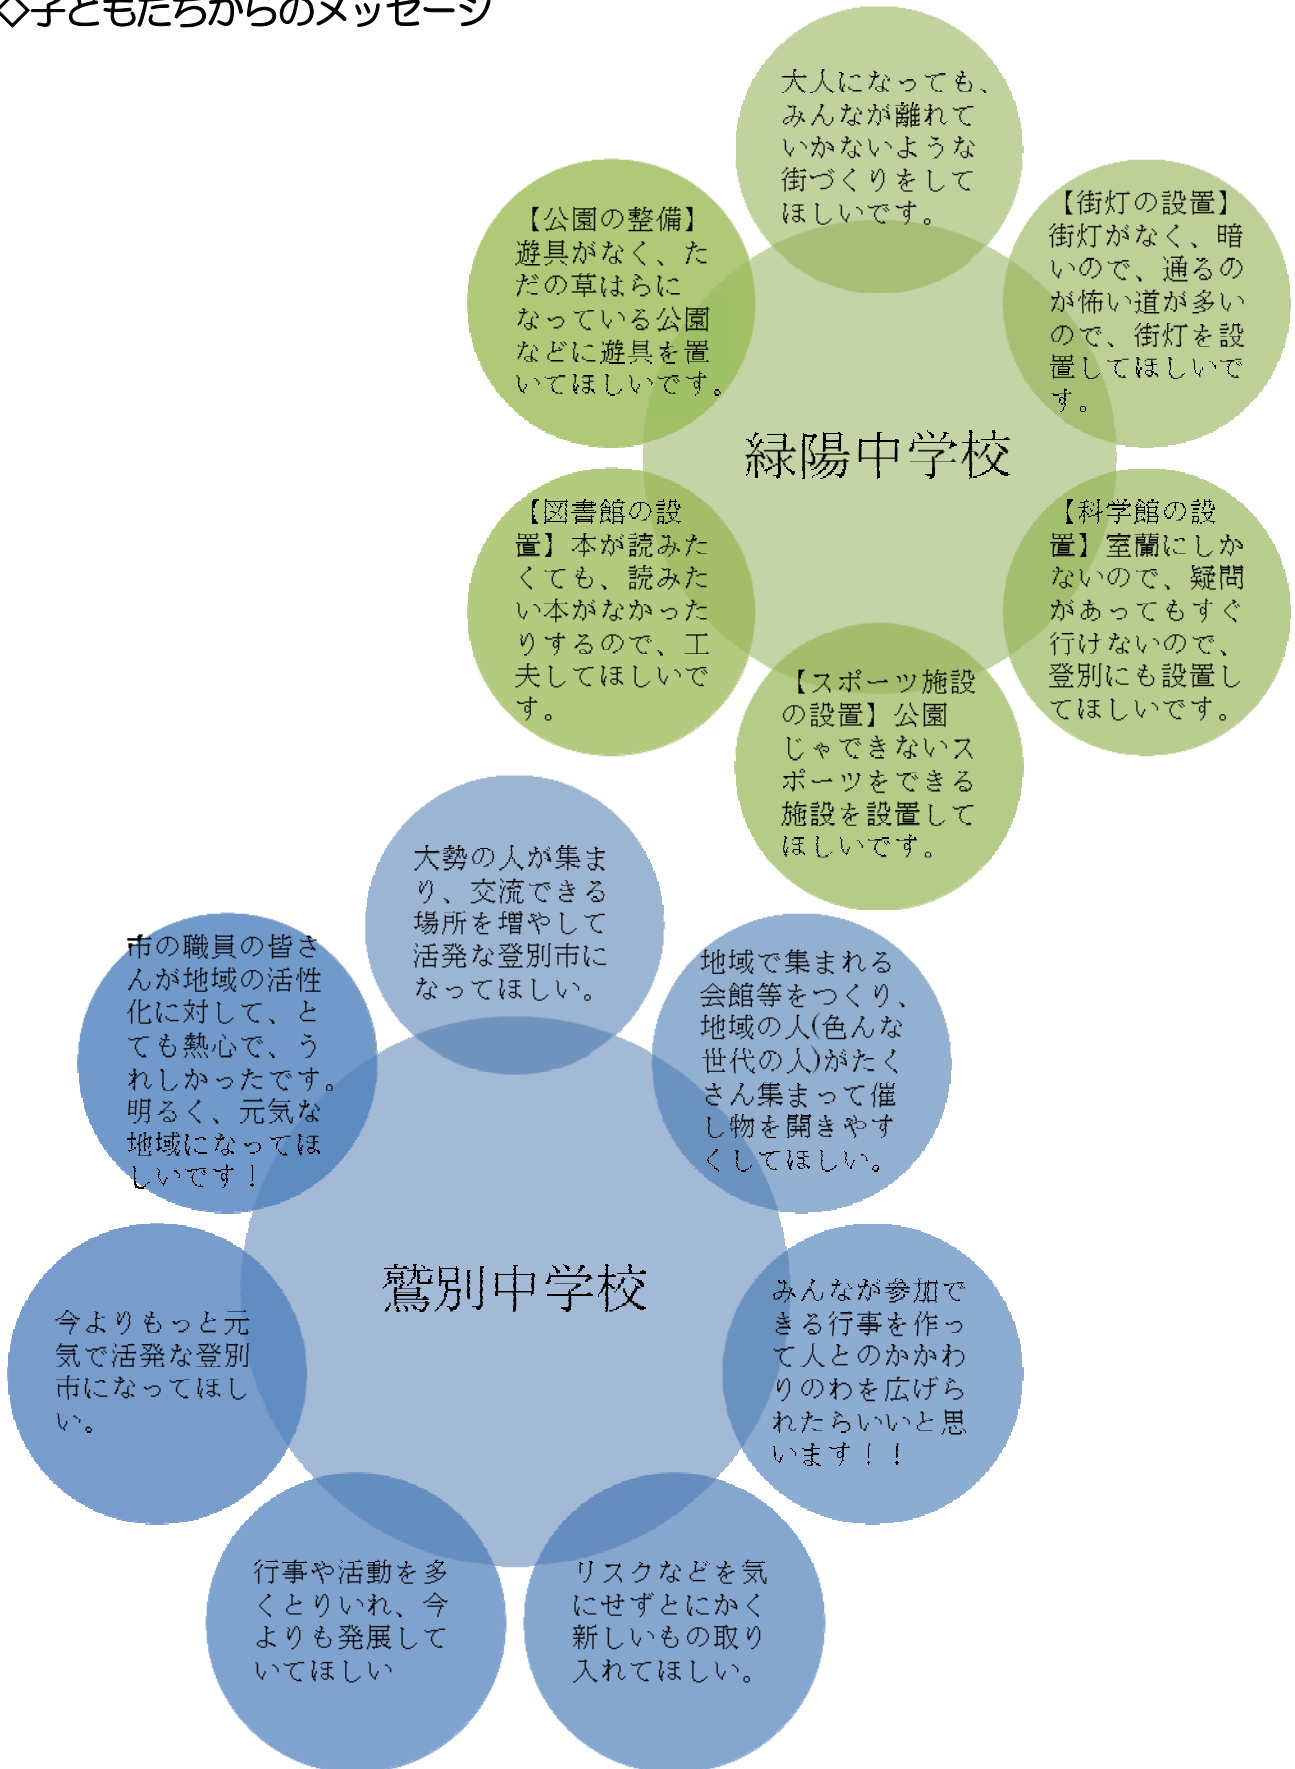 ◇子どもたちからのメッセージ
大人になっても、
みんなが離れて
いかないような
街づくりをして
ほしいです。
【公園の整備】
遊具がなく、た
だの草はらに
なっている公園
などに遊具を置
いてほしいです。
【街灯の設置】
街灯がなく、暗
いので、通るの
が怖い道が多い
ので、街灯を設
置してほしいで
す。
緑陽中学校
【図書館の設
置】本が読みた
くても、読みた
い本がなかった
りするので、工
夫してほしいで
す。
【科学館の設
置】室蘭にしか
ないので、疑問
があってもすぐ
行けないので、
登別にも設置し
てほしいです。
【スポーツ施設
の設置】公園
じゃできないス
ポーツをできる
施設を設置して
ほしいです。
大勢の人が集ま
り、交流できる
場所を増やして
活発な登別市に
なってほしい。
市の職員の皆さ
んが地域の活性
化に対して、と
ても熱心で、う
れしかったです。
明るく、元気な
地域になってほ
しいです！
地域で集まれる
会館等をつくり、
地域の人(色んな
世代の人)がたく
さん集まって催
し物を開きやす
くしてほしい。
鷲別中学校
今よりもっと元
気で活発な登別
市になってほし
い。
みんなが参加で
きる行事を作っ
て人とのかかわ
りのわを広げら
れたらいいと思
います！！
行事や活動を多
くとりいれ、今
よりも発展して
いてほしい
リスクなどを気
にせずとにかく
新しいもの取り
入れてほしい。